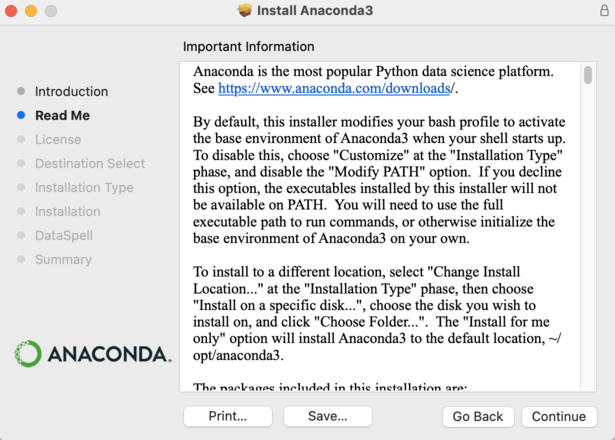 Install Anaconda3
Important Information
Introduction
Read Me
License
Destination Select
Installation Type
Installation
DataSpell
Summary
ANACONDA.
Anaconda is the most popular Python data science platform.
See https://www.anaconda.com/downloads/.
By default, this installer modifies your bash profile to activate
the base environment of Anaconda3 when your shell starts up.
To disable this, choose "Customize" at the "Installation Type"
phase, and disable the "Modify PATH" option.  If you decline
this option, the executables installed by this installer will not
be available on PATH.  You will need to use the full
executable path to run commands, or otherwise initialize the
base environment of Anaconda3 on your own.
To install to a different location, select "Change Install
Location..." at the "Installation Type" phase, then choose
"Install on a specific disk...", choose the disk you wish to
install on, and click "Choose Folder...".  The "Install for me
only" option will install Anaconda3 to the default location, ~/
opt/anaconda3.
The packages included in this installation are:
Print...
Save...
Go Back
Continue